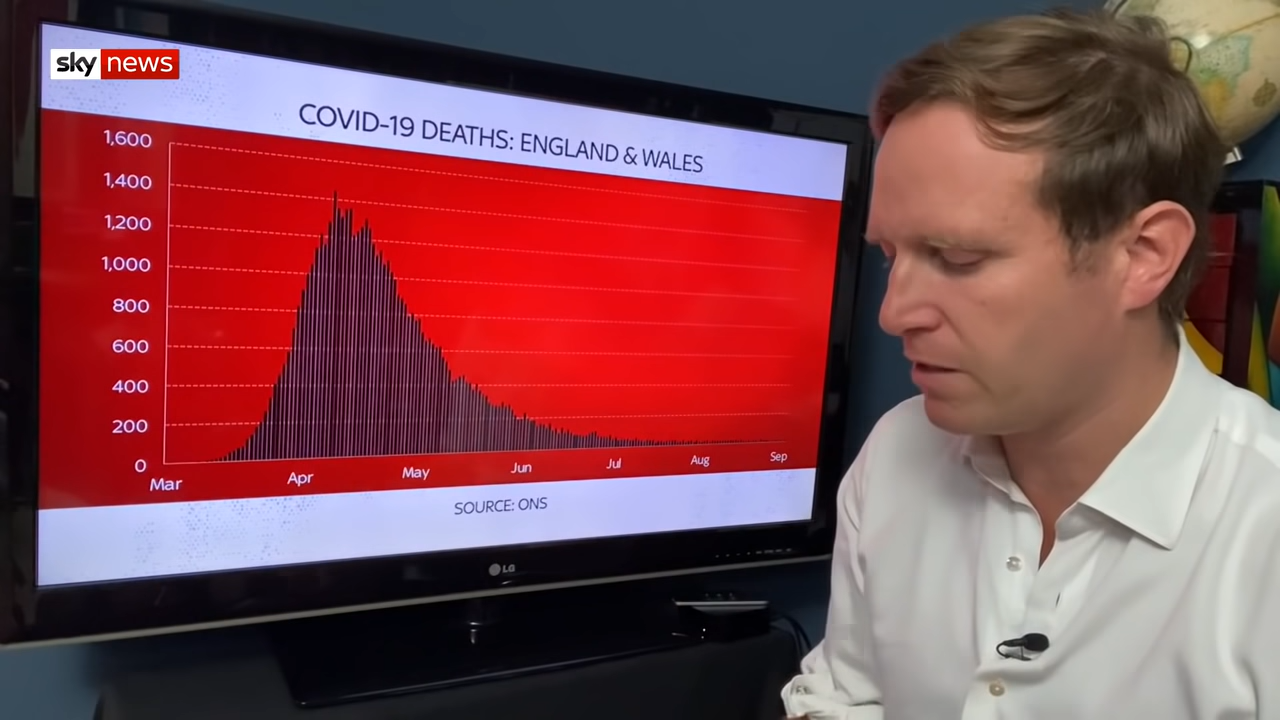 sky news
COVID-19 DEATHS: ENGLAND & WALES
1,600
1,400
1,200
1,000
800
600
400
200
0
Mar Apr May Jun Jul Aug Sep
SOURCE: ONS
LG